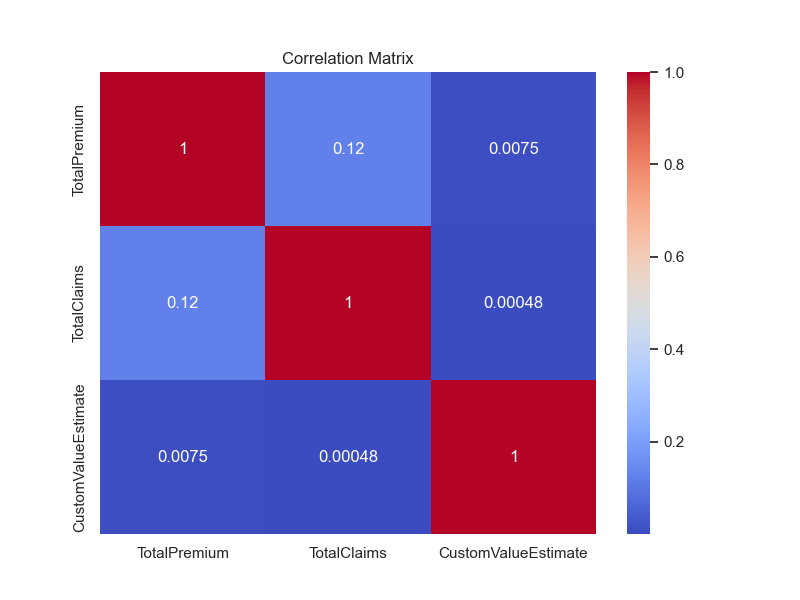 Correlation Matrix
TotalPremium
1
0.12
0.0075
TotalClaims
0.12
1
0.00048
CustomValueEstimate
0.0075
0.00048
1
TotalPremium
TotalClaims
CustomValueEstimate
1.0
0.8
0.6
0.4
0.2